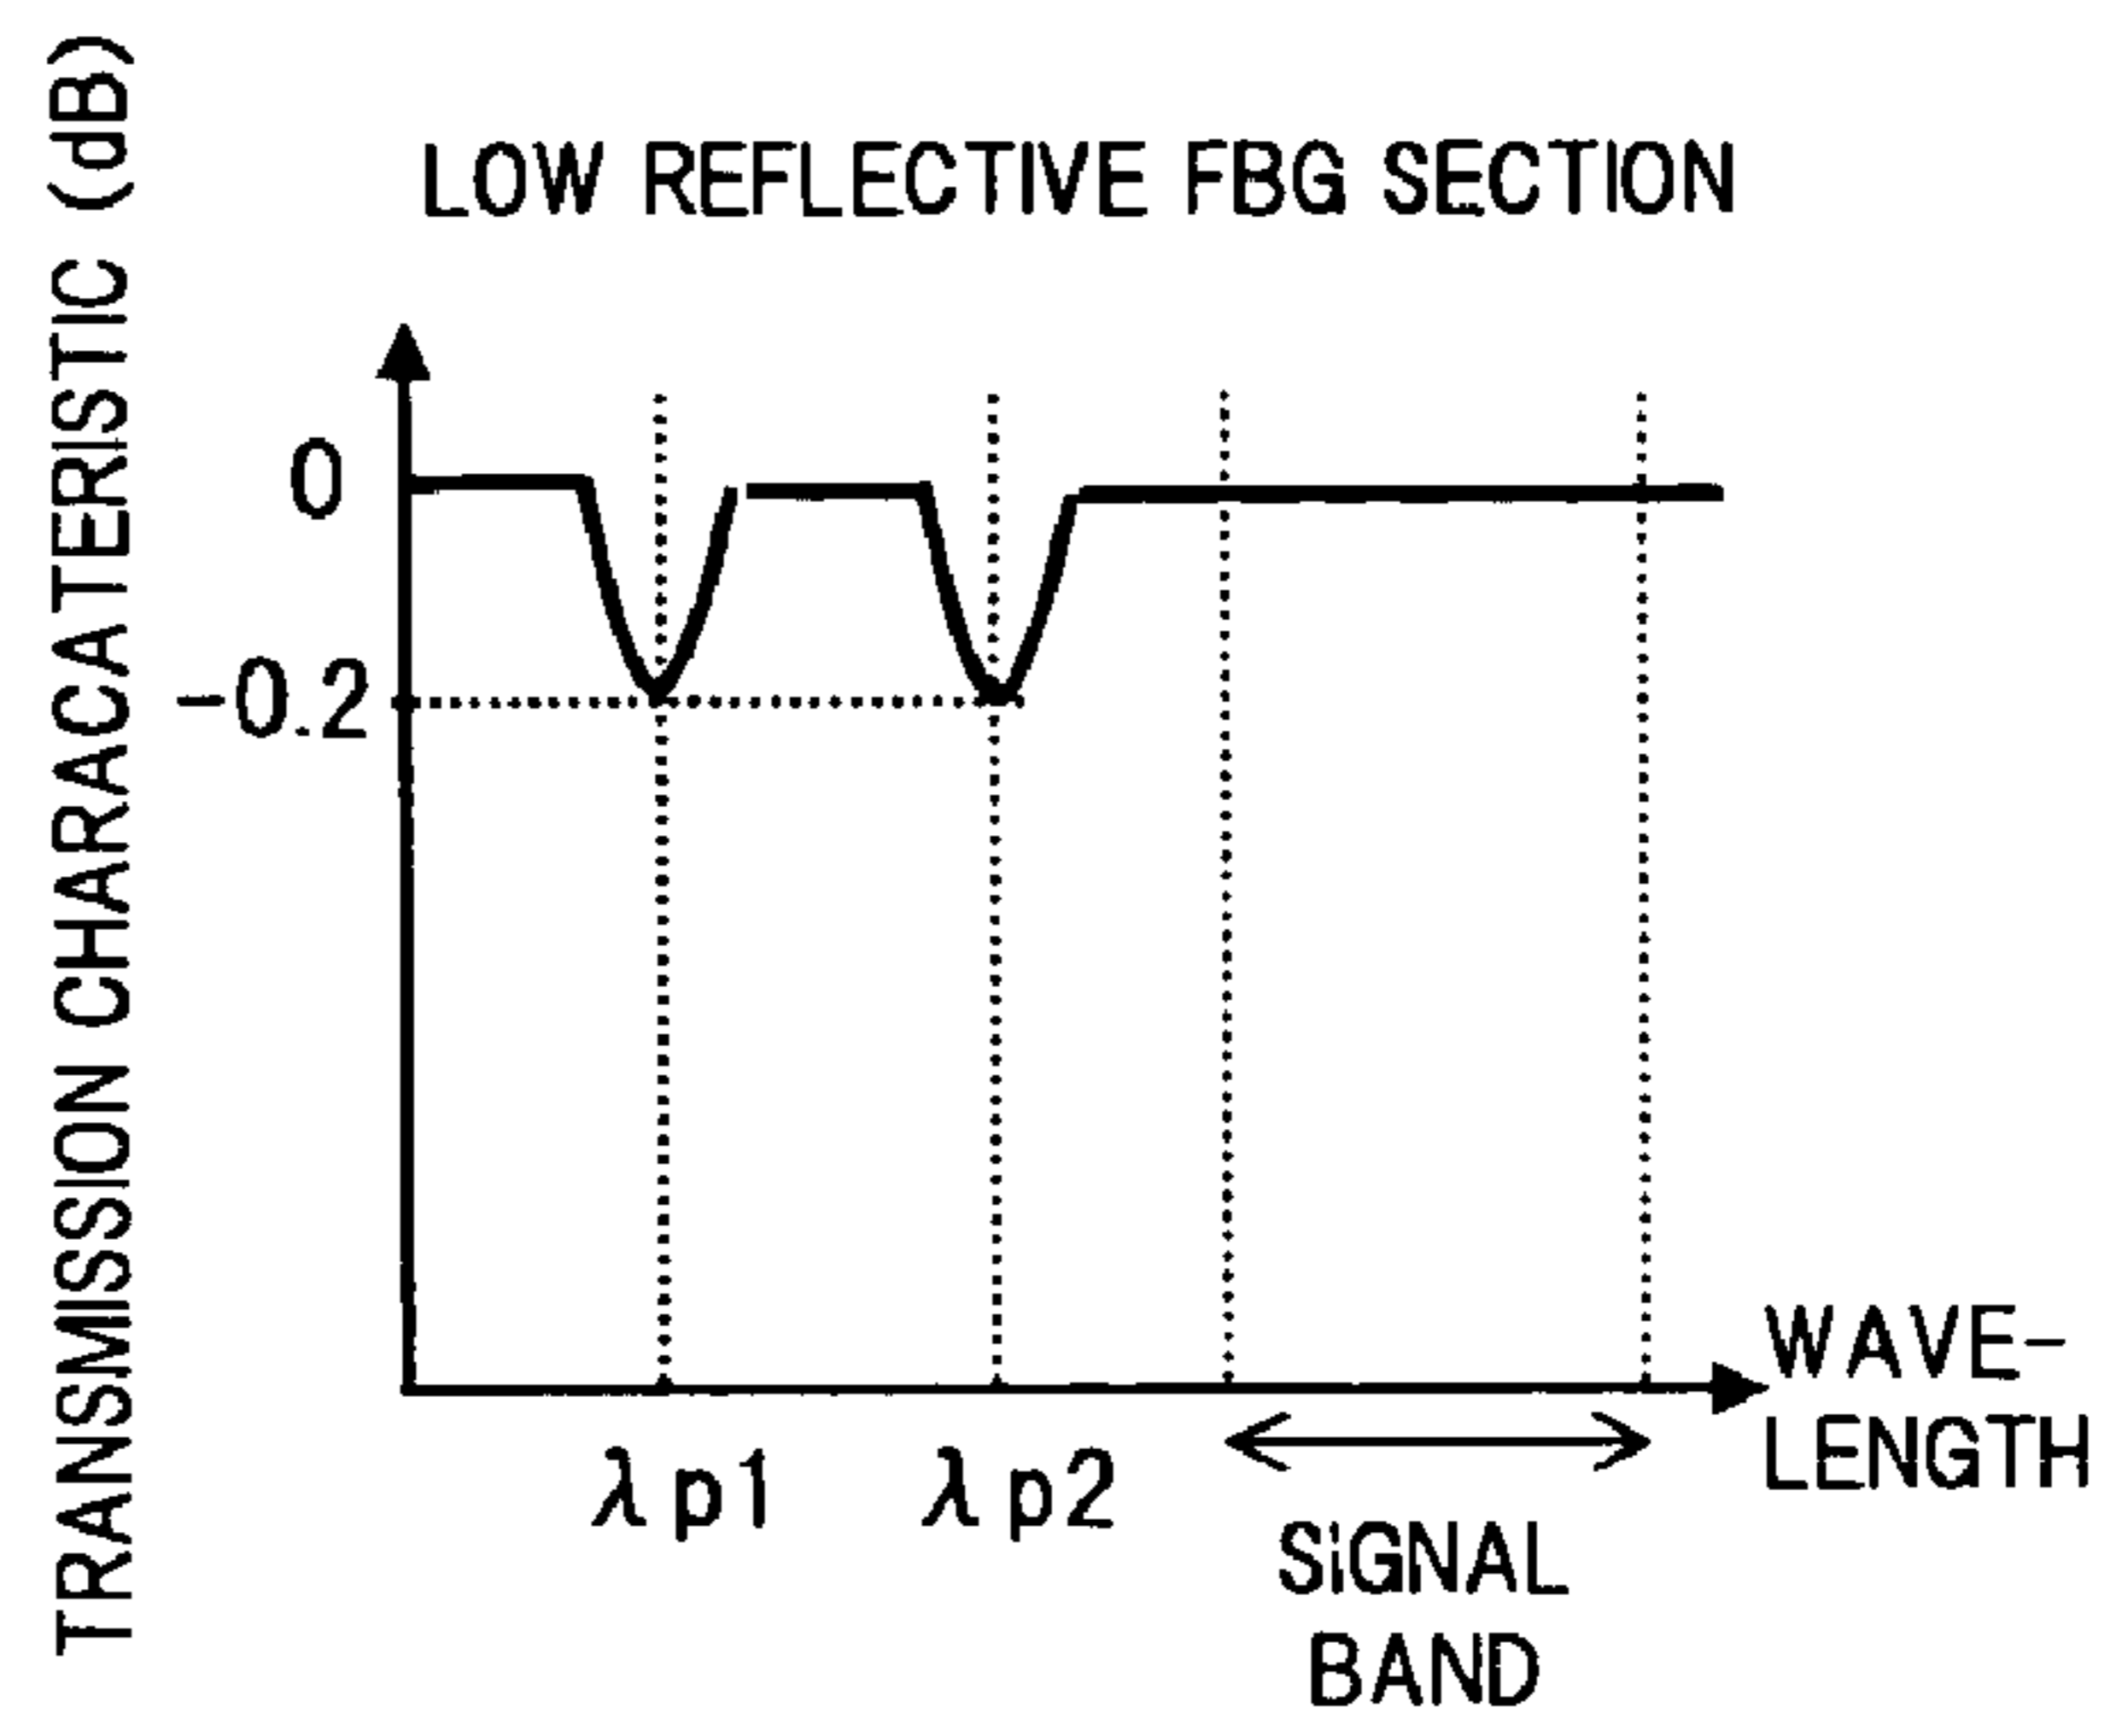 TRANSMISSION CHARACATERISTIC (dB)
LOW REFLECTIVE FBG SECTION
0
-0.2
λp1
λp2
WAVE-
LENGTH
SiGNAL
BAND